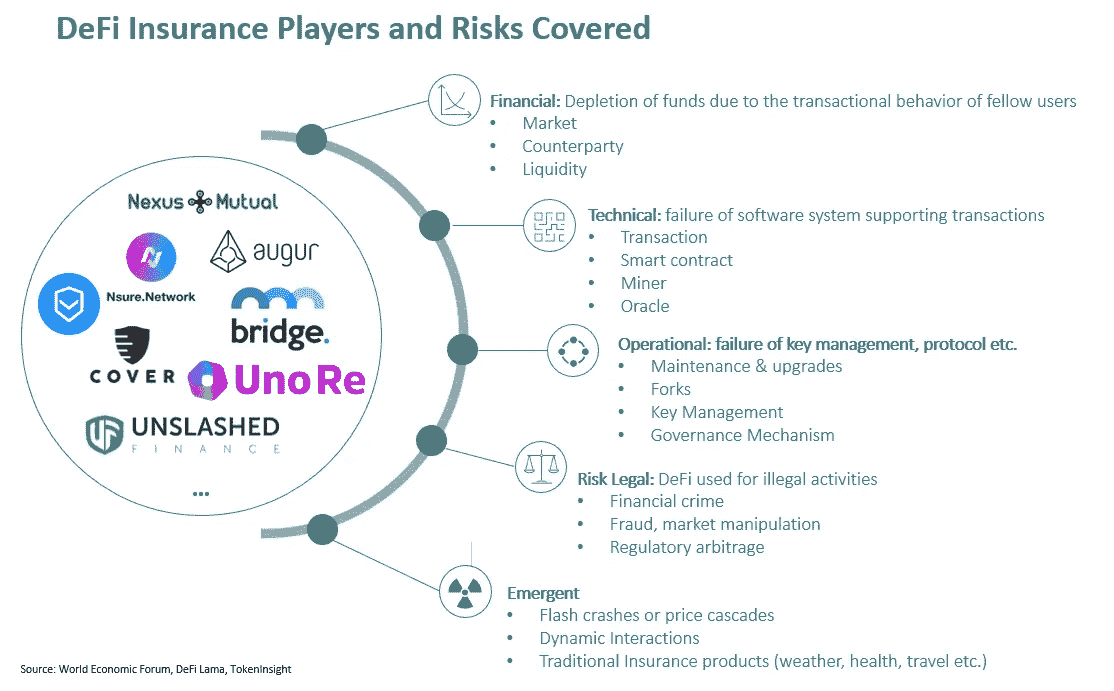 DeFi Insurance Players and Risks Covered
Nexus Mutual
Nsure.Network
augur
bridge.
COVER
UnoRe
UNSLASHED
FINANCE
...
Financial: Depletion of funds due to the transactional behavior of fellow users
• Market
• Counterparty
• Liquidity
Technical: failure of software system supporting transactions
• Transaction
• Smart contract
• Miner
• Oracle
Operational: failure of key management, protocol etc.
• Maintenance & upgrades
• Forks
• Key Management
• Governance Mechanism
Risk Legal: DeFi used for illegal activities
• Financial crime
• Fraud, market manipulation
• Regulatory arbitrage
Emergent
• Flash crashes or price cascades
• Dynamic Interactions
• Traditional Insurance products (weather, health, travel etc.)
Source: World Economic Forum, DeFi Lama, TokenInsight